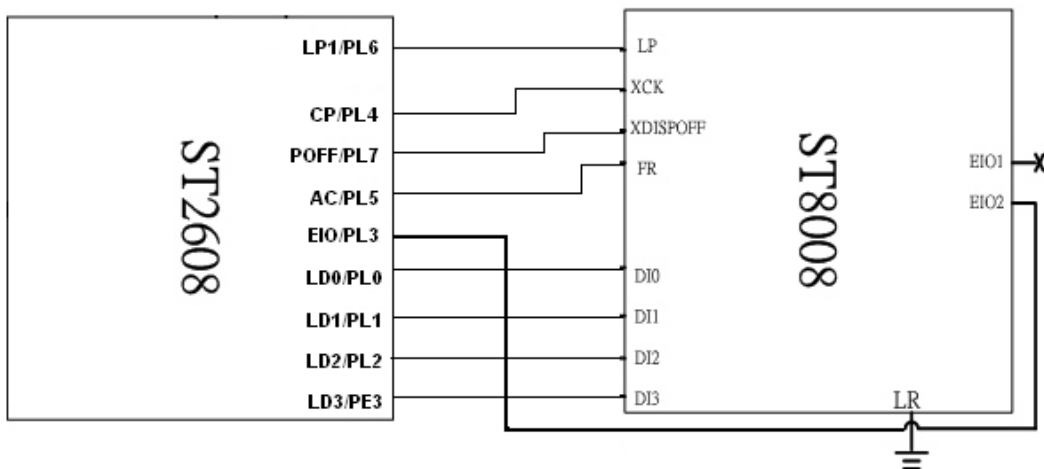 ST2608
LP1/PL6
CP/PL4
POFF/PL7
AC/PL5
EIO/PL3
LD0/PL0
LD1/PL1
LD2/PL2
LD3/PE3
ST8008
LP
XCK
XDISPOFF
FR
DI0
DI1
DI2
DI3
EIO1
EIO2
LR